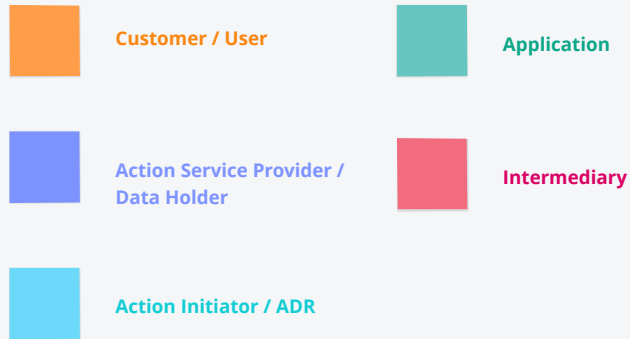 Customer / User
Application
Action Service Provider /
Data Holder
Intermediary
Action Initiator / ADR